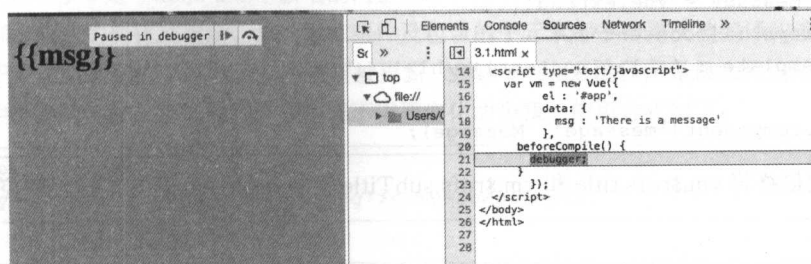 Paused in debugger
{{msg}}
Elements Console Sources Network Timeline »
» 3.1.html ×
top
file://
Users/
14 <script type="text/javascript">
15 var vm = new Vue({
16 el : '#app',
17 data: {
18 msg : 'There is a message'
19 },
20 beforeCompile() {
21 debugger;
22 }
23 });
24 </script>
25 </body>
26 </html>
27
28